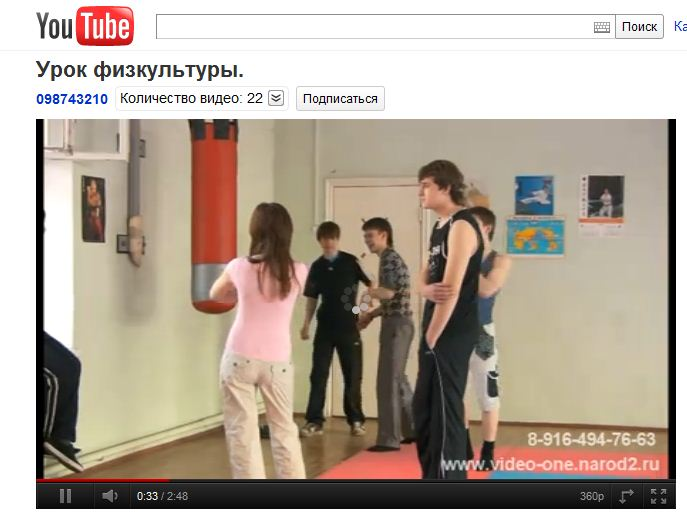 YouTube
Поиск
Ка
Урок физкультуры.
098743210 Количество видео: 22 Подписаться
8-916-494-76-63
www.video-one.narod2.ru
0:33 / 2:48 360p